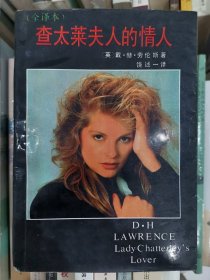 (全译本)
查太莱夫人的情人
英 戴·赫·劳伦斯 著
饶述一 译
D·H
LAWRENCE
Lady Chatterley's
Lover